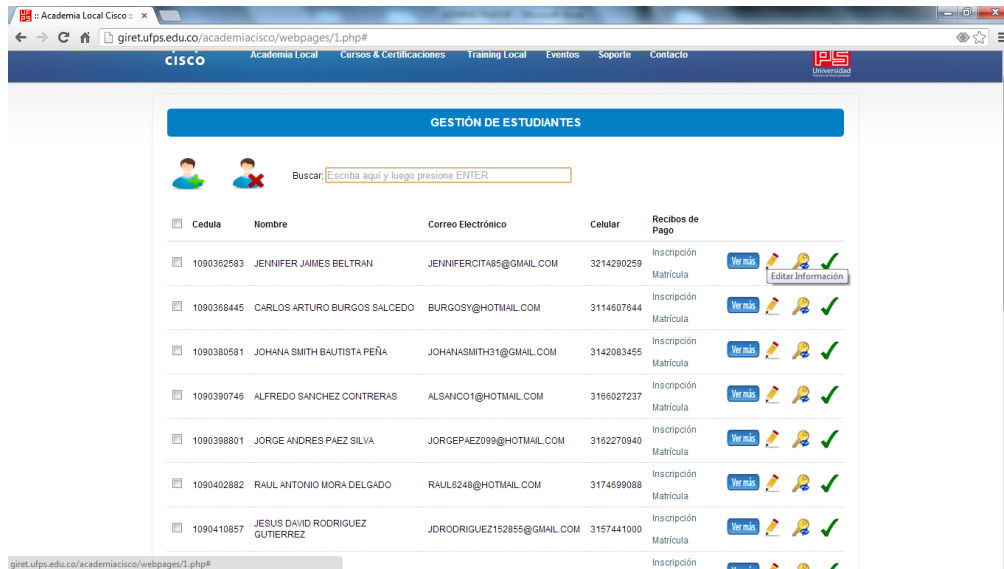 :: Academia Local Cisco ::
giret.ufps.edu.co/academiacisco/webpages/1.php#
CISCO Academia Local Cursos & Certificaciones Training Local Eventos Soporte Contacto
Universidad
GESTIÓN DE ESTUDIANTES
Buscar: Escriba aquí y luego presione ENTER
Cedula Nombre Correo Electrónico Celular Recibos de Pago
1090362583 JENNIFER JAIMES BELTRAN JENNIFERCITA85@GMAIL.COM 3214290259 Inscripción Ver más
Matrícula
Editar Información
1090368445 CARLOS ARTURO BURGOS SALCEDO BURGOSY@HOTMAIL.COM 3114607644 Inscripción Ver más
Matrícula
1090380581 JOHANA SMITH BAUTISTA PEÑA JOHANASMITH31@GMAIL.COM 3142083455 Inscripción Ver más
Matrícula
1090390746 ALFREDO SANCHEZ CONTRERAS ALSANCO1@HOTMAIL.COM 3166027237 Inscripción Ver más
Matrícula
1090398801 JORGE ANDRES PAEZ SILVA JORGEPAEZ099@HOTMAIL.COM 3162270940 Inscripción Ver más
Matrícula
1090402882 RAUL ANTONIO MORA DELGADO RAUL6248@HOTMAIL.COM 3174699088 Inscripción Ver más
Matrícula
1090410857 JESUS DAVID RODRIGUEZ GUTIERREZ JDRODRIGUEZ152855@GMAIL.COM 3157441000 Inscripción Ver más
Matrícula
Inscripción
giret.ufps.edu.co/academiacisco/webpages/1.php#